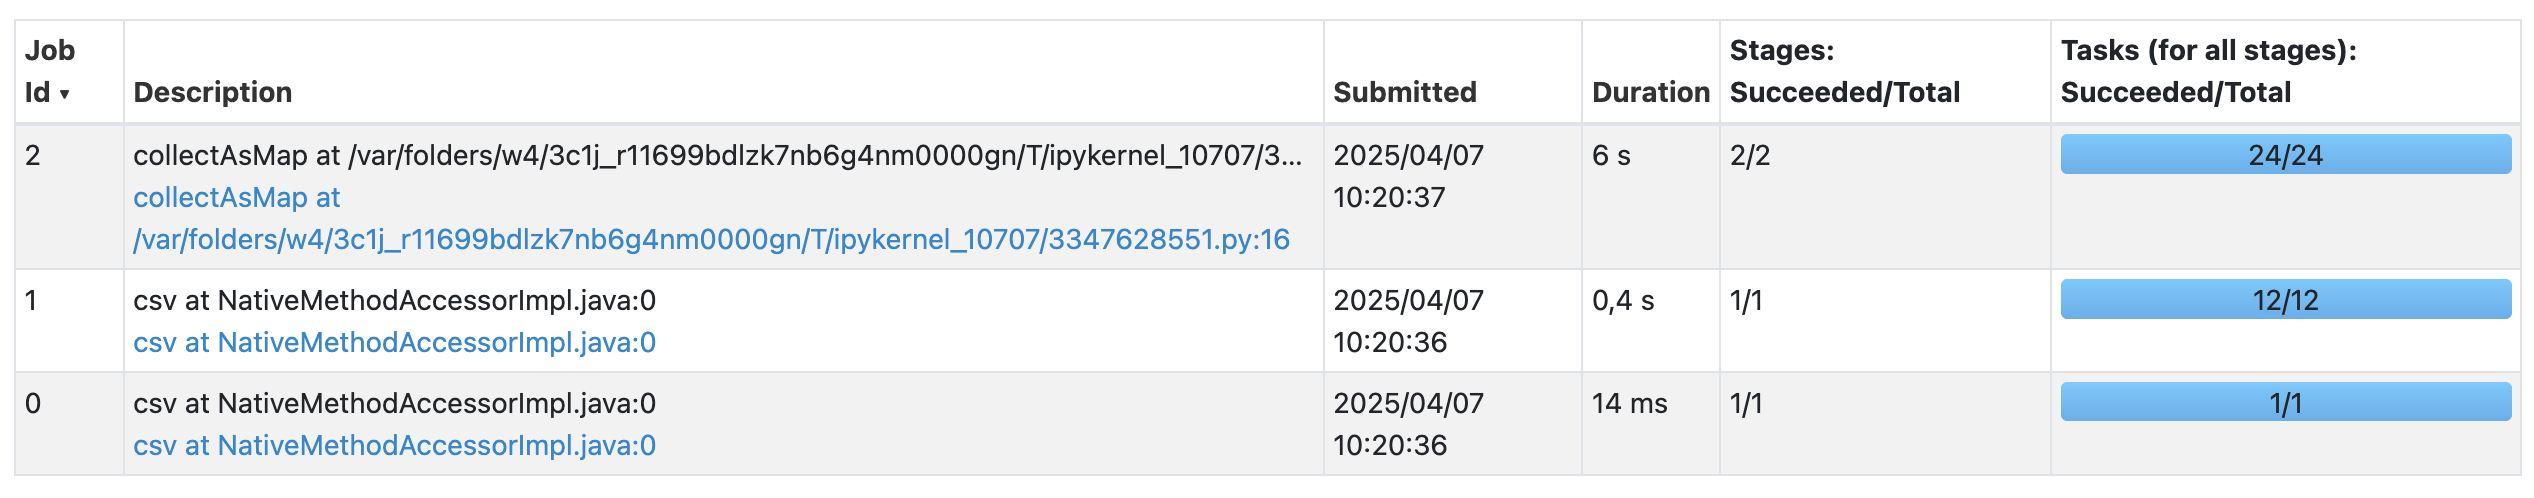 Job Id ▾ Description Submitted Duration Stages: Succeeded/Total Tasks (for all stages): Succeeded/Total
2 collectAsMap at /var/folders/w4/3c1j_r11699bdlzk7nb6g4nm0000gn/T/ipykernel_10707/3... 2025/04/07 6 s 2/2 24/24
collectAsMap at 10:20:37
/var/folders/w4/3c1j_r11699bdlzk7nb6g4nm0000gn/T/ipykernel_10707/3347628551.py:16
1 csv at NativeMethodAccessorImpl.java:0 2025/04/07 0,4 s 1/1 12/12
csv at NativeMethodAccessorImpl.java:0 10:20:36
0 csv at NativeMethodAccessorImpl.java:0 2025/04/07 14 ms 1/1 1/1
csv at NativeMethodAccessorImpl.java:0 10:20:36